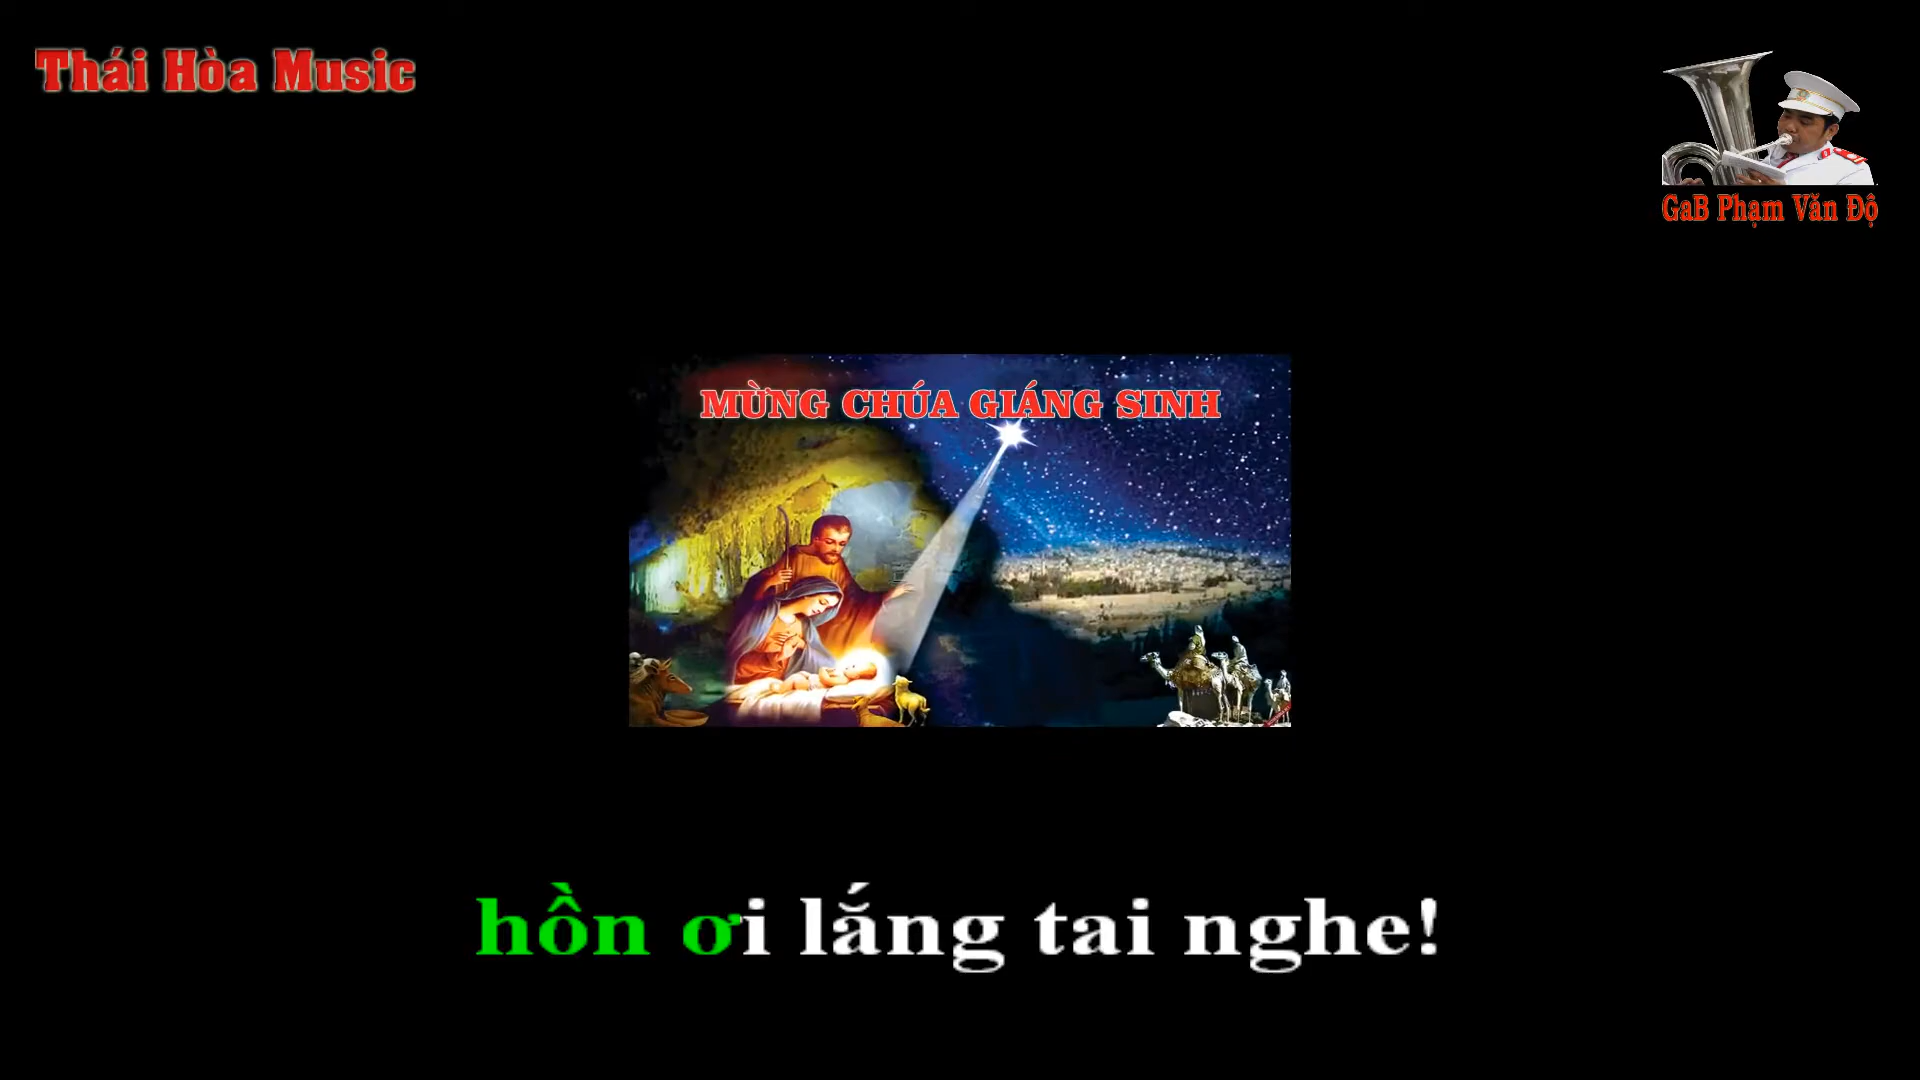 Thái Hòa Music
GaB Phạm Văn Độ
MỪNG CHÚA GIÁNG SINH
hồn ơi lắng tai nghe!